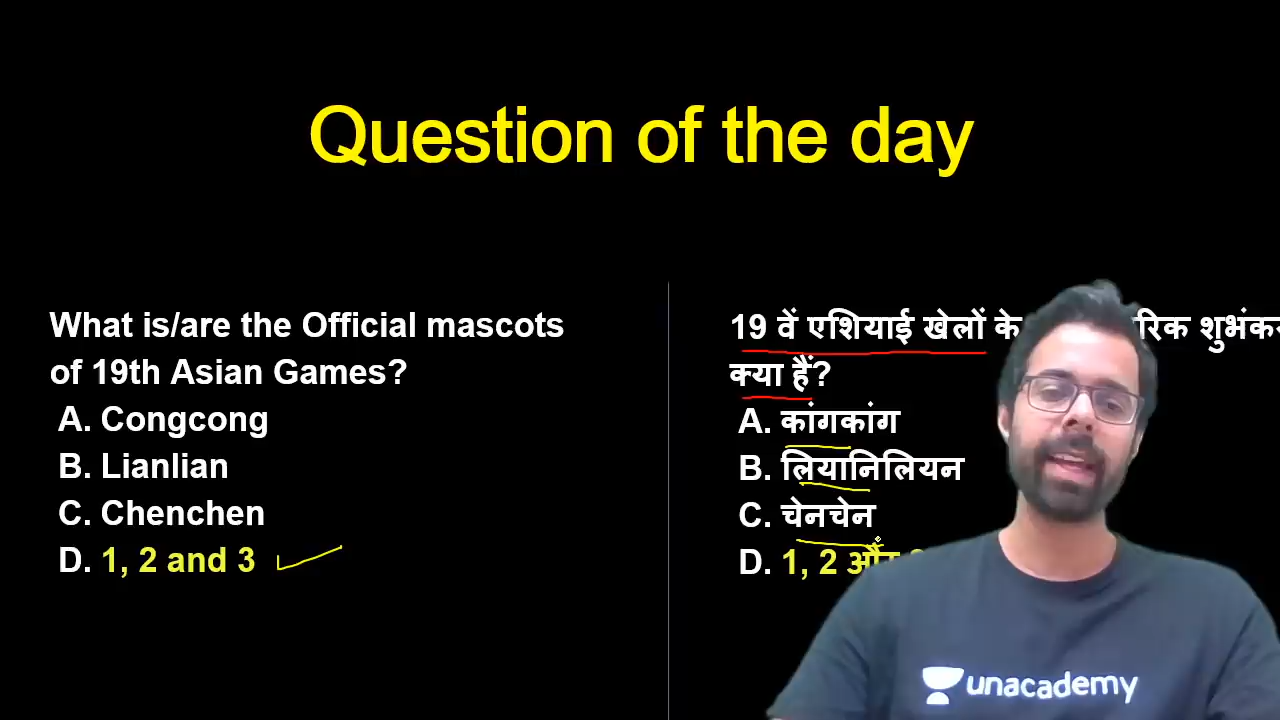 Question of the day
What is/are the Official mascots
of 19th Asian Games?
A. Congcong
B. Lianlian
C. Chenchen
D. 1, 2 and 3
19 वें एशियाई खेलों के
क्या हैं?
A. कांगकांग
B. लियानिलियन
C. चेनचेन
D. 1, 2
unacademy